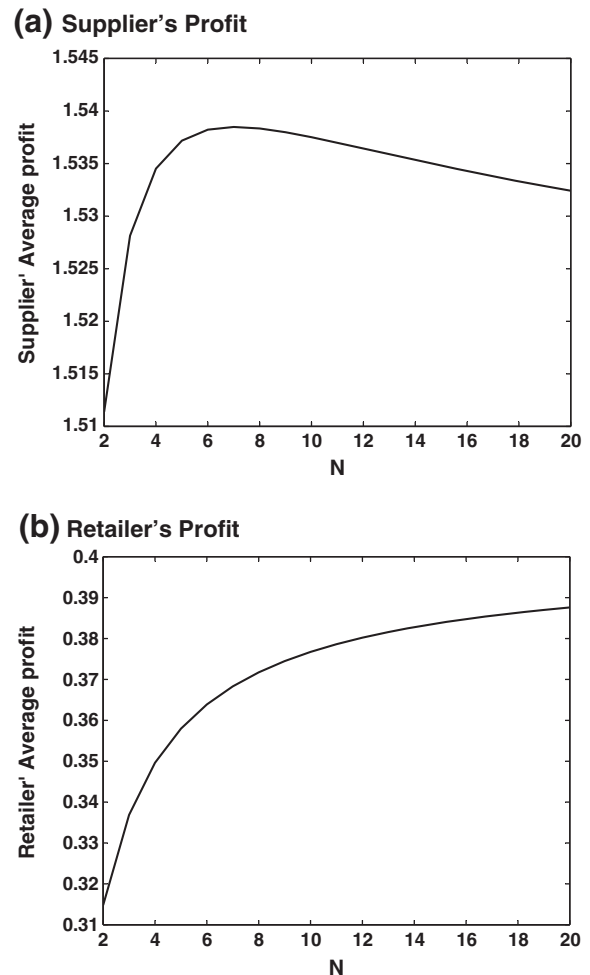 (a) Supplier's Profit
1.545
1.54
1.535
1.53
1.525
1.52
1.515
1.51
Supplier' Average profit
2 4 6 8 10 12 14 16 18 20
N
(b) Retailer's Profit
0.4
0.39
0.38
0.37
0.36
0.35
0.34
0.33
0.32
0.31
Retailer' Average profit
2 4 6 8 10 12 14 16 18 20
N